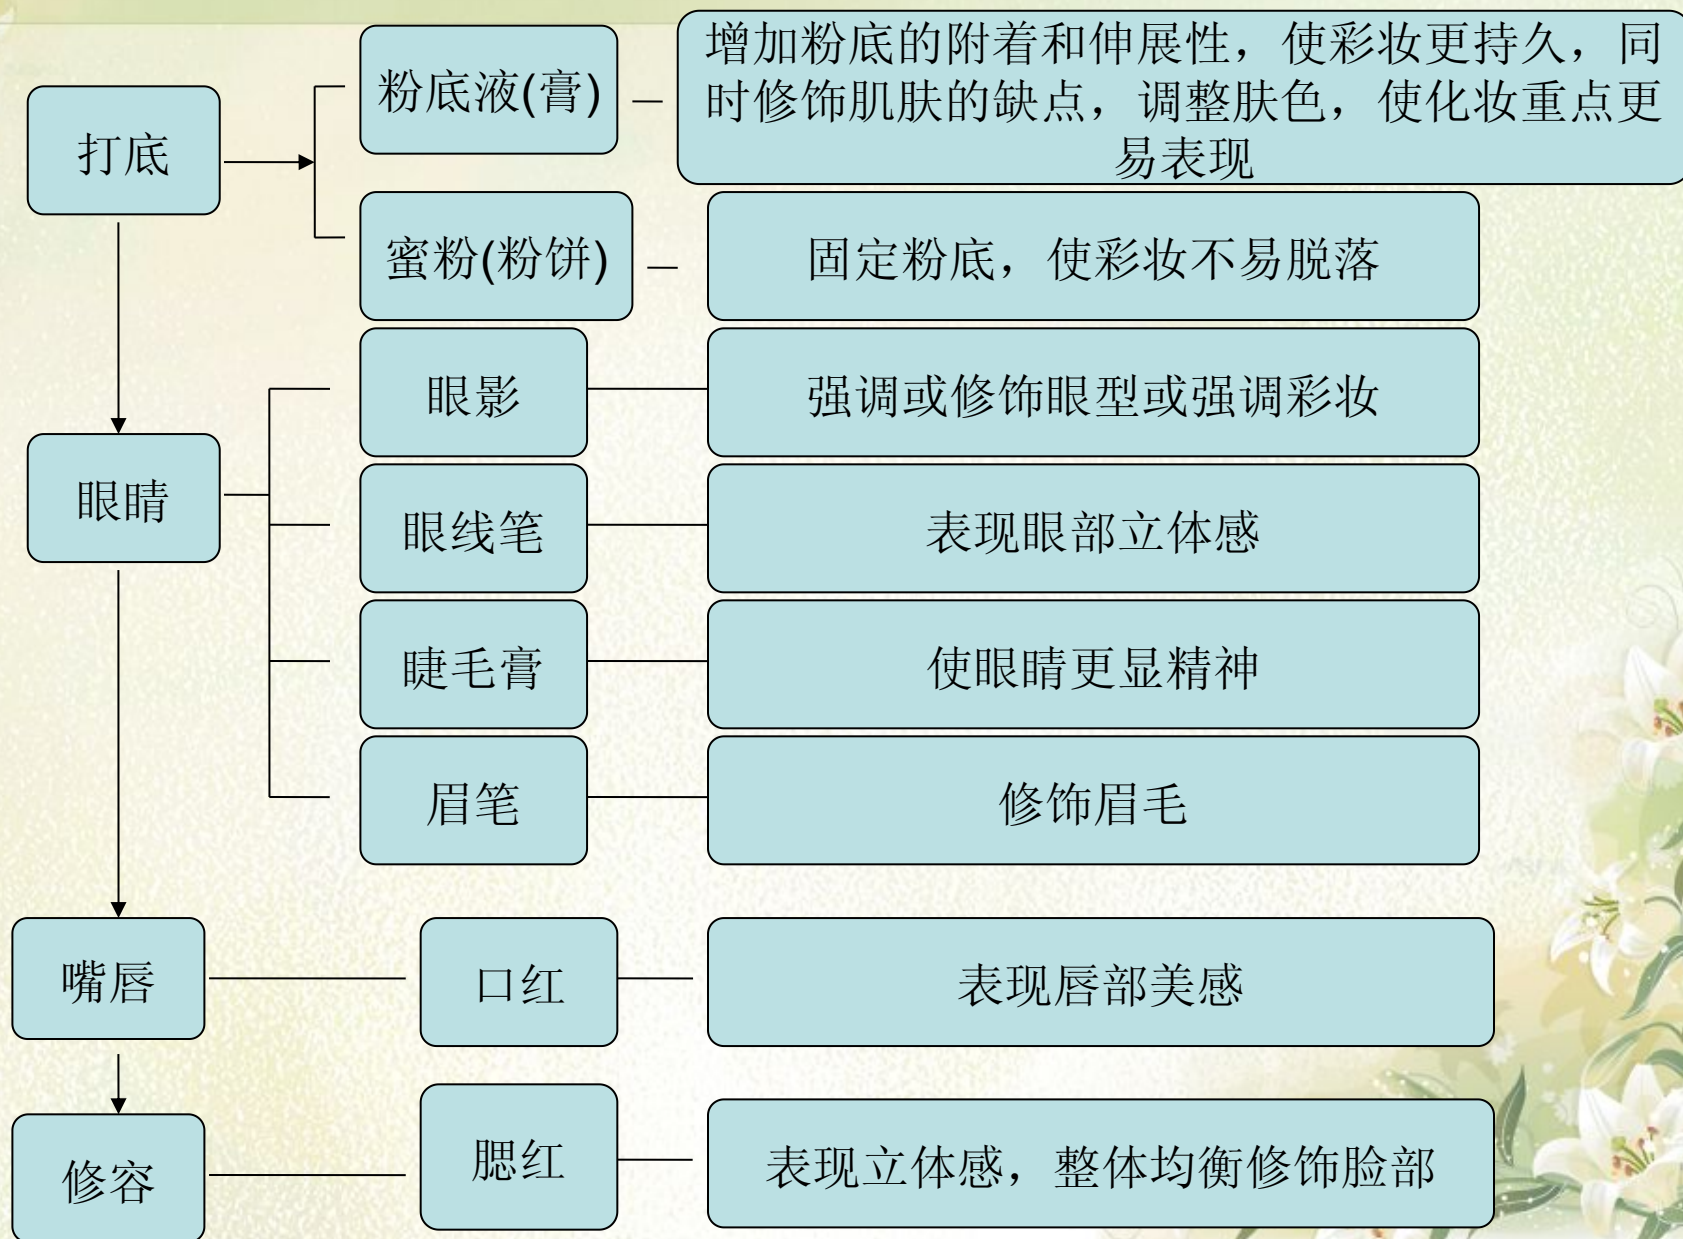 打底
粉底液(膏)
增加粉底的附着和伸展性，使彩妆更持久，同
时修饰肌肤的缺点，调整肤色，使化妆重点更
易表现
蜜粉(粉饼)
固定粉底，使彩妆不易脱落
眼睛
眼影
强调或修饰眼型或强调彩妆
眼线笔
表现眼部立体感
睫毛膏
使眼睛更显精神
眉笔
修饰眉毛
嘴唇
口红
表现唇部美感
修容
腮红
表现立体感，整体均衡修饰脸部